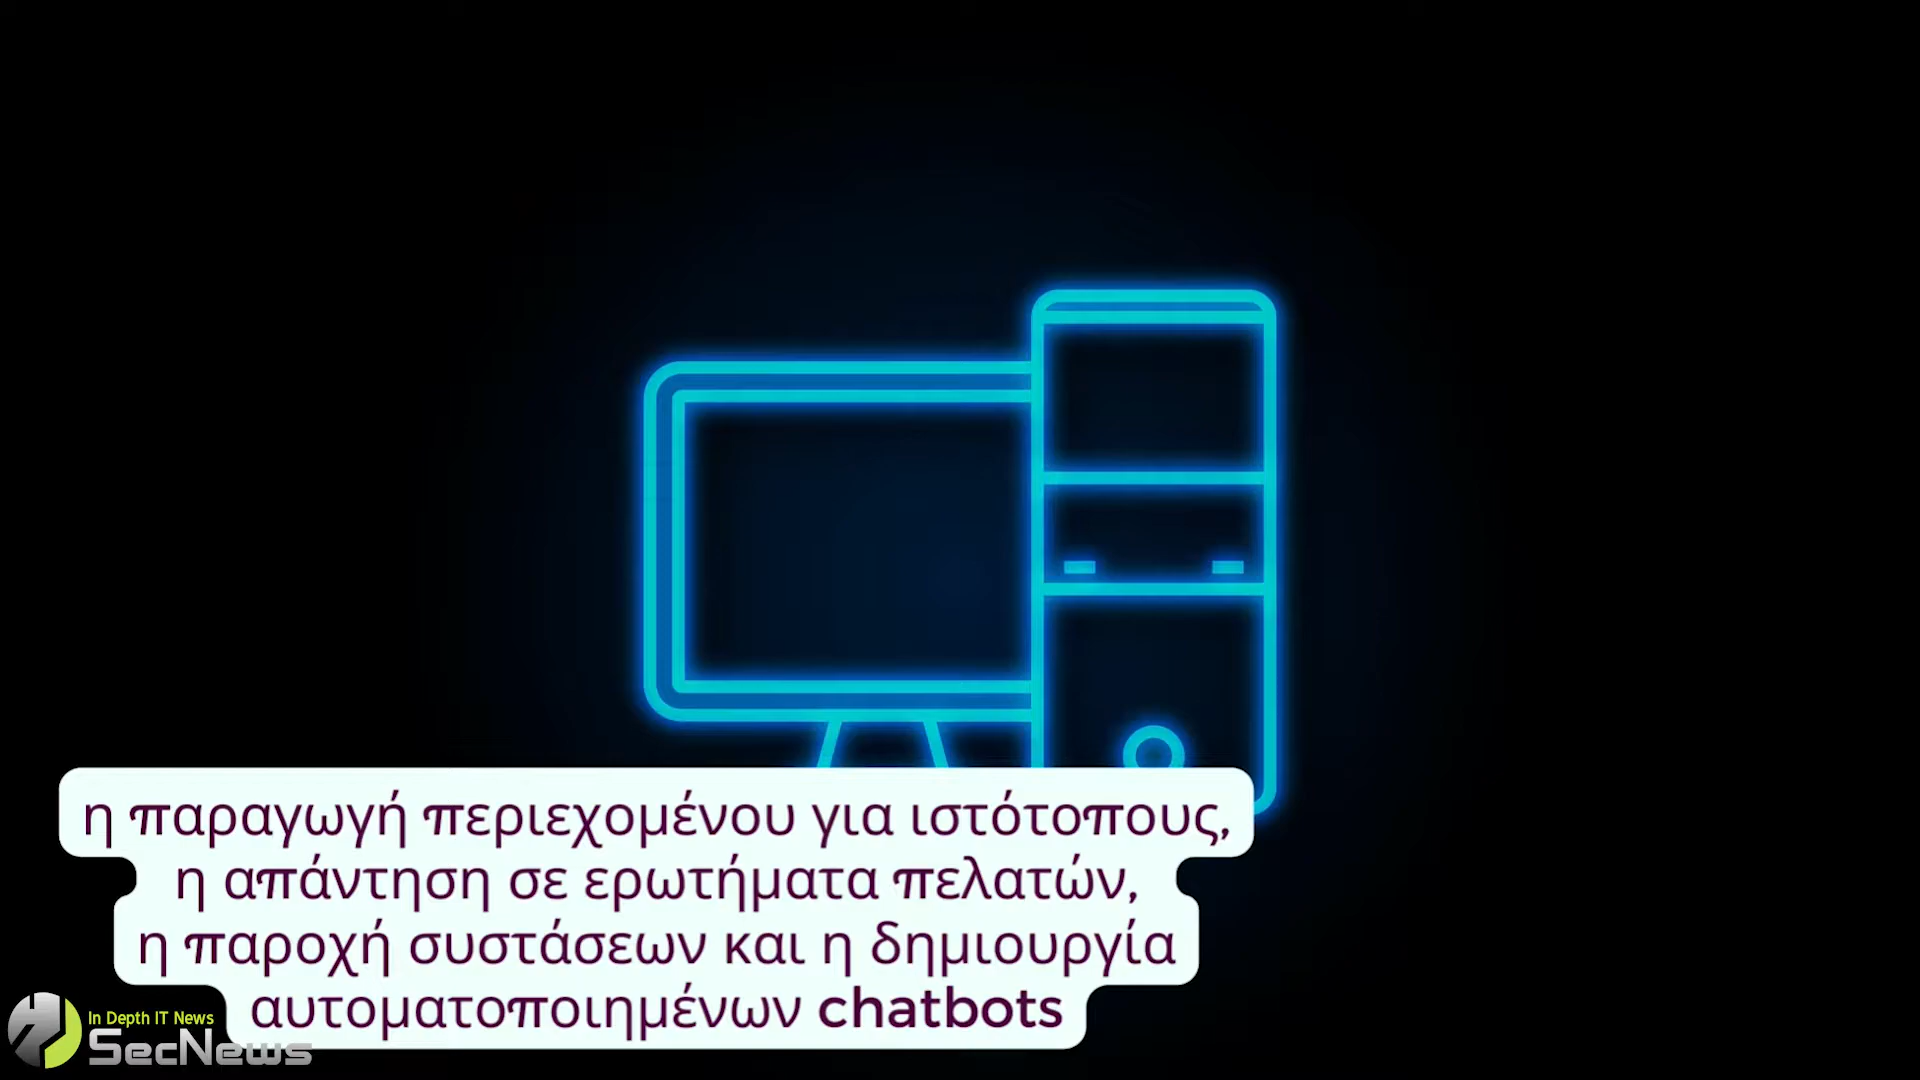 η παραγωγή περιεχομένου για ιστότοπους,
η απάντηση σε ερωτήματα πελατών,
η παροχή συστάσεων και η δημιουργία
αυτοματοποιημένων chatbots
In Depth IT News
SecNews